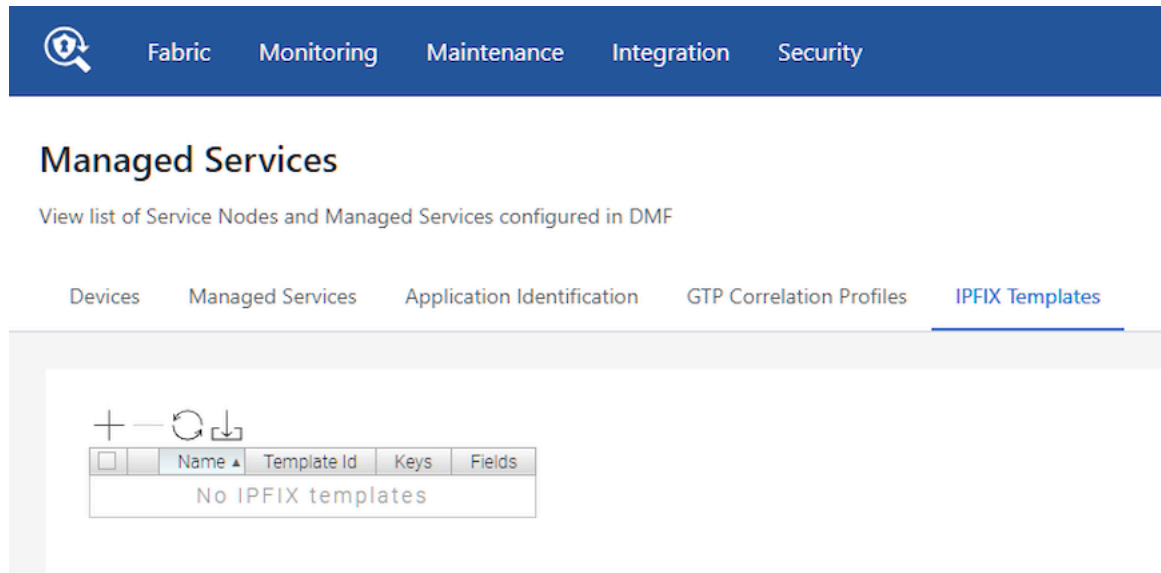 Fabric Monitoring Maintenance Integration Security
Managed Services
View list of Service Nodes and Managed Services configured in DMF
Devices Managed Services Application Identification GTP Correlation Profiles IPFIX Templates
Name Template Id Keys Fields
No IPFIX templates